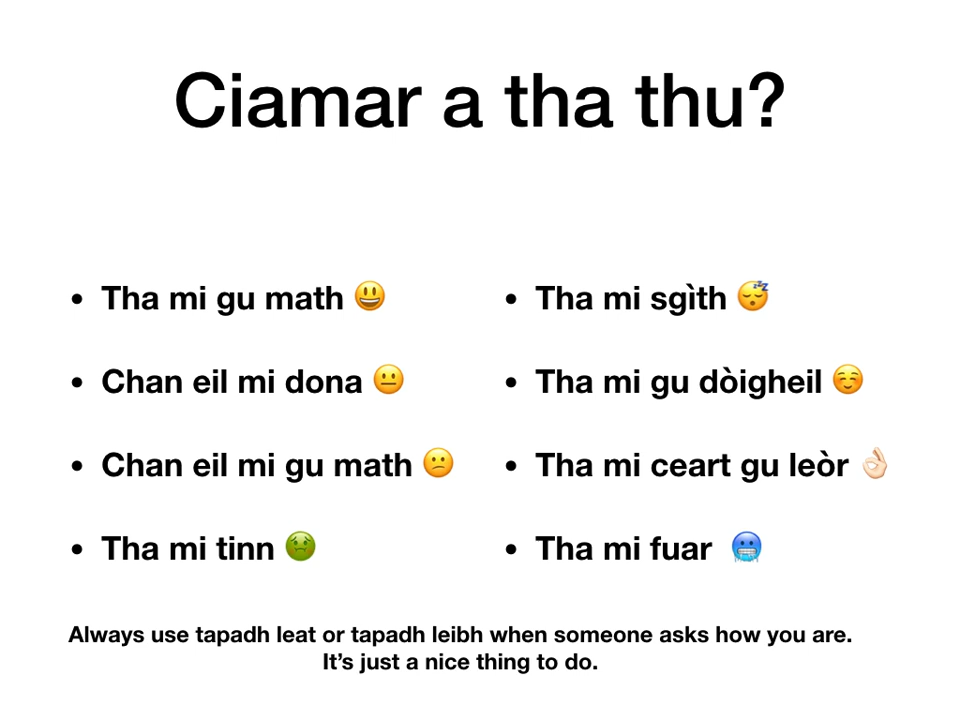 Ciamar a tha thu?
• Tha mi gu math 😃
• Chan eil mi dona 😐
• Chan eil mi gu math 😕
• Tha mi tinn 🤢
• Tha mi sgìth 😴
• Tha mi gu dòigheil ☺️
• Tha mi ceart gu leòr 👌🏻
• Tha mi fuar 🥶
Always use tapadh leat or tapadh leibh when someone asks how you are.
It’s just a nice thing to do.